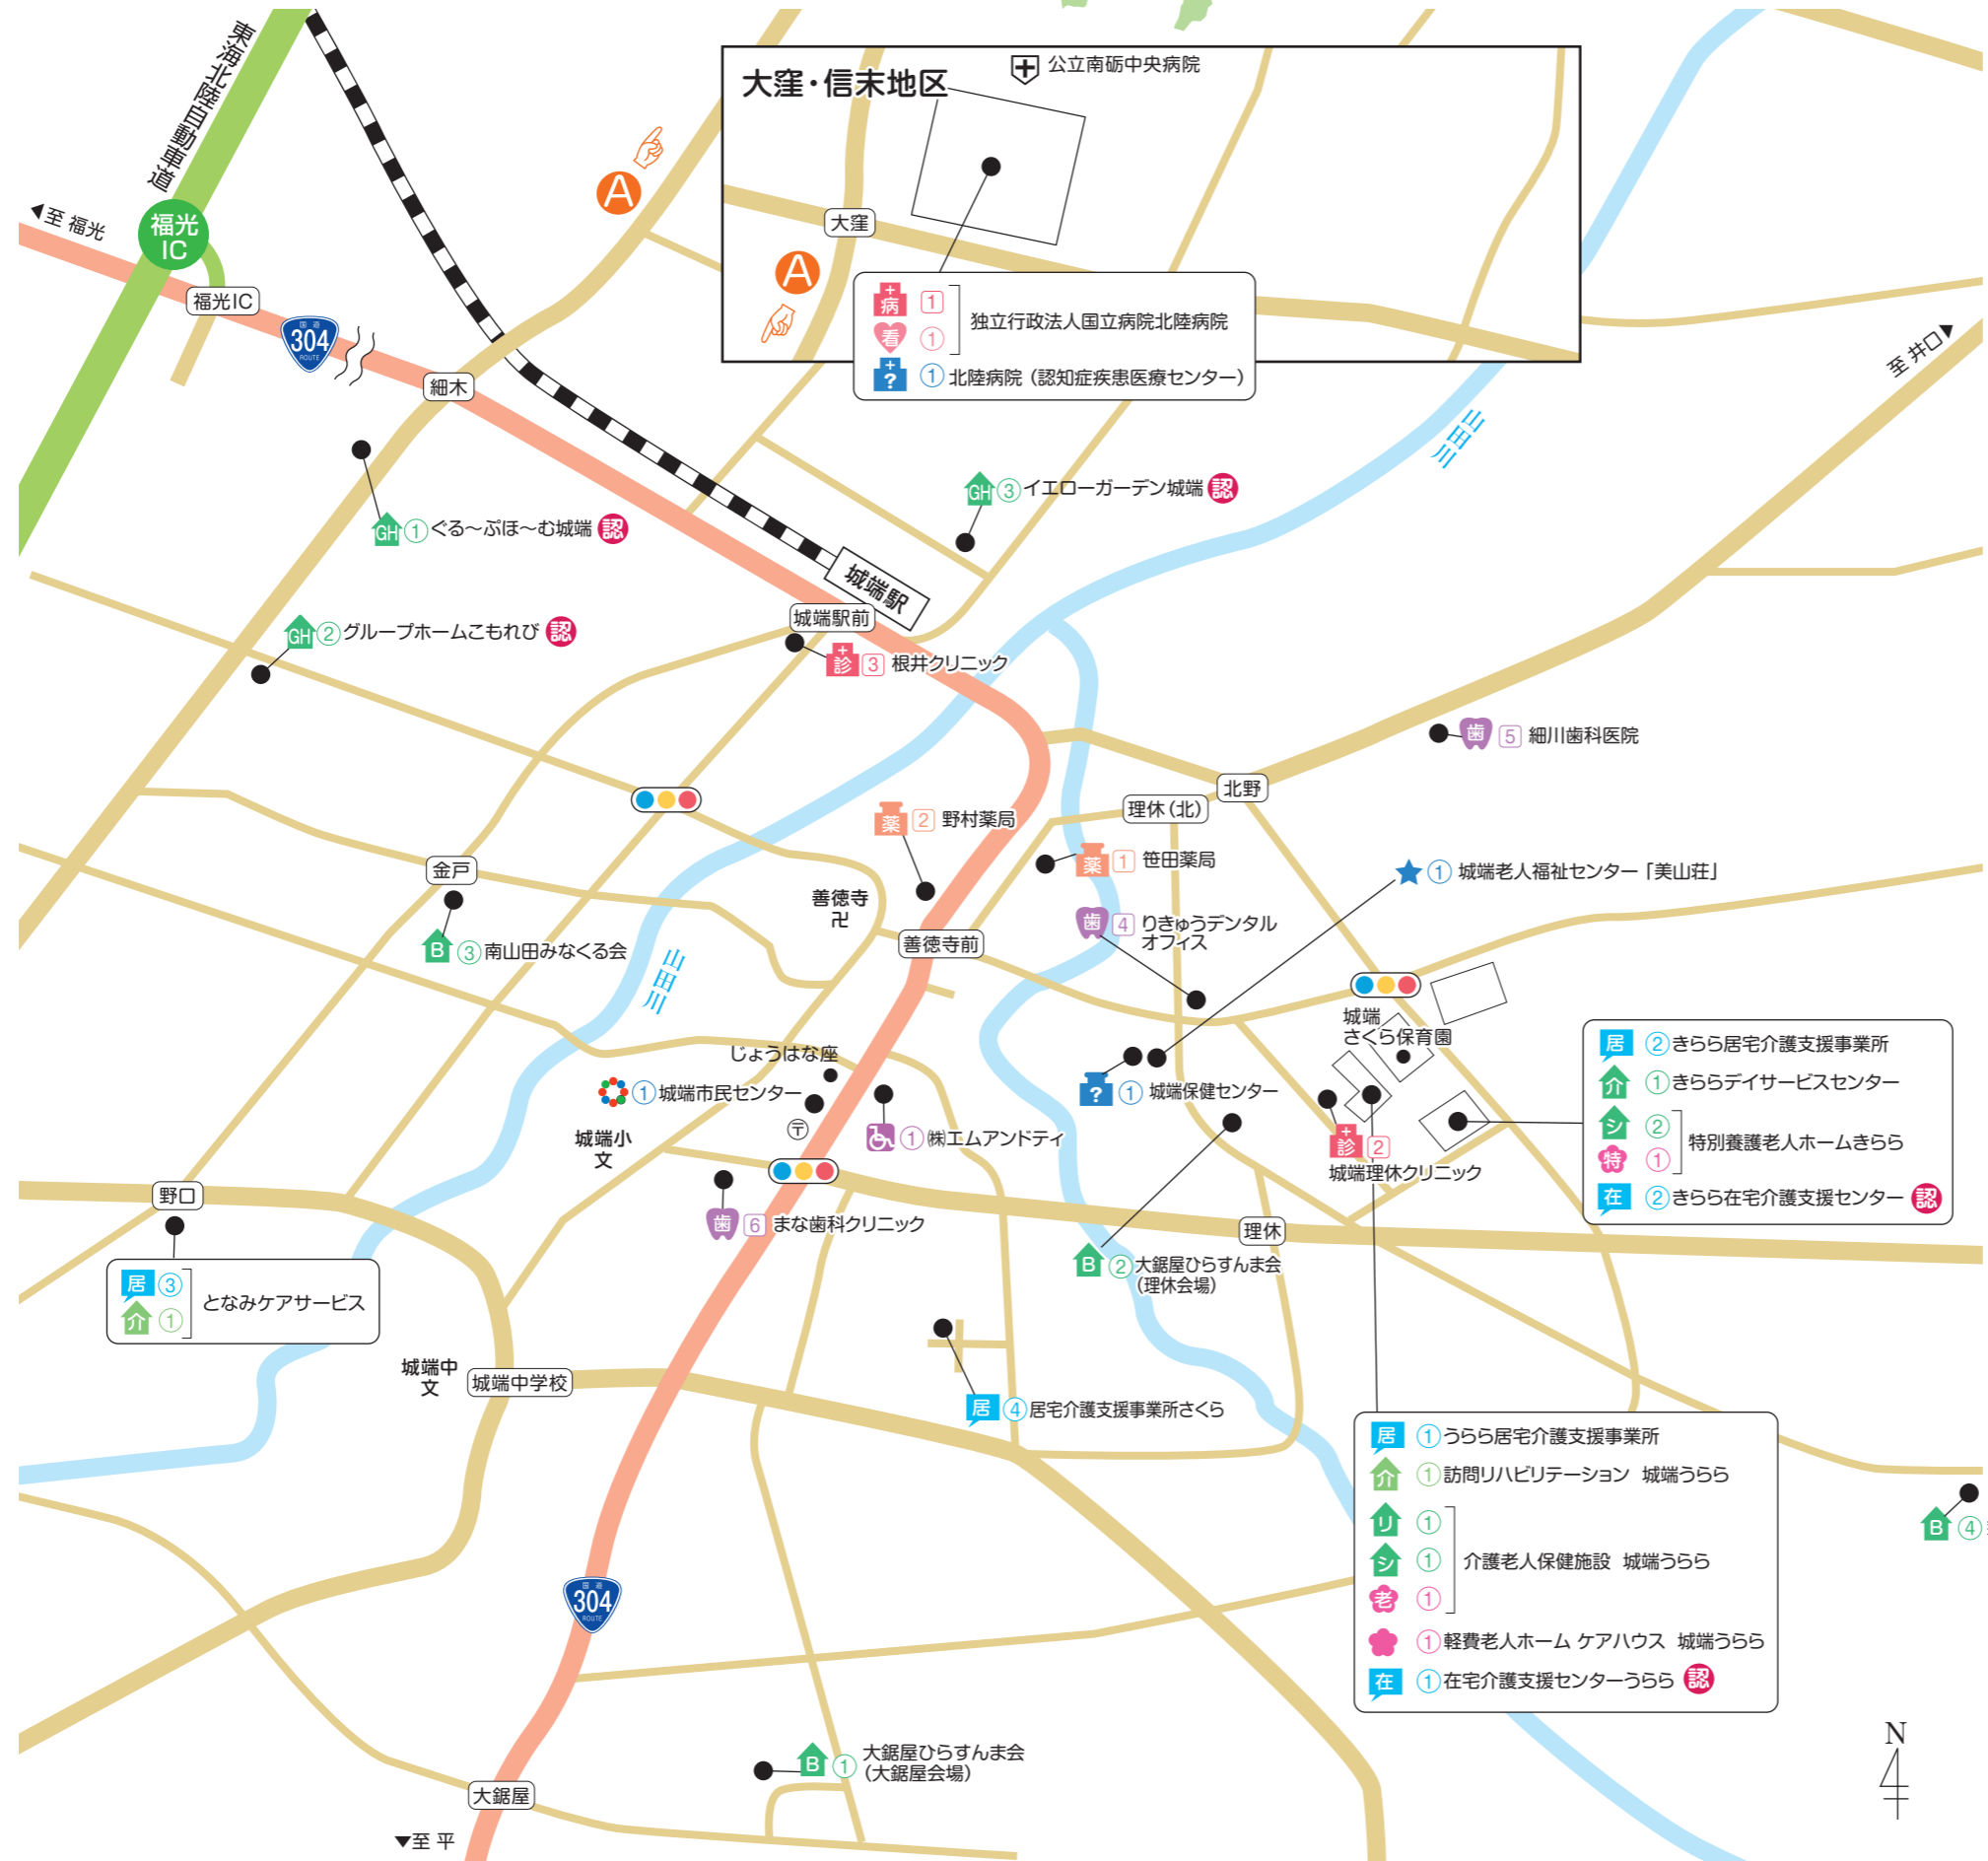 東海北陸自動車道
◀至 福光
福光
IC
福光IC
国道
304
ROUTE
細木
A
大窪・信末地区
公立南砺中央病院
大窪
A
病 1
看 ①
独立行政法人国立病院北陸病院
? ① 北陸病院（認知症疾患医療センター）
至 井口▶
山田川
GH ① ぐる〜ぷほ〜む城端 認
GH ③ イエローガーデン城端 認
城端駅
城端駅前
GH ② グループホームこもれび 認
診 3 根井クリニック
歯 5 細川歯科医院
北野
理休（北）
薬 2 野村薬局
薬 1 笹田薬局
金戸
善徳寺
卍
① 城端老人福祉センター「美山荘」
歯 4 りきゅうデンタル
オフィス
善徳寺前
B ③ 南山田みなくる会
山田川
城端
さくら保育園
じょうはな座
① 城端市民センター
〒
① ㈱エムアンドティ
? ① 城端保健センター
居 ② きらら居宅介護支援事業所
介 ① きららデイサービスセンター
シ ②
特 ①
特別養護老人ホームきらら
在 ② きらら在宅介護支援センター 認
城端小
文
診 2
城端理休クリニック
野口
歯 6 まな歯科クリニック
理休
B ② 大鋸屋ひらすんま会
（理休会場）
居 ③
介 ①
となみケアサービス
城端中
文
城端中学校
居 ④ 居宅介護支援事業所さくら
居 ① うらら居宅介護支援事業所
介 ① 訪問リハビリテーション 城端うらら
リ ①
シ ①
老 ①
介護老人保健施設 城端うらら
① 軽費老人ホーム ケアハウス 城端うらら
在 ① 在宅介護支援センターうらら 認
B ④
国道
304
ROUTE
B ① 大鋸屋ひらすんま会
（大鋸屋会場）
大鋸屋
▼至 平
N